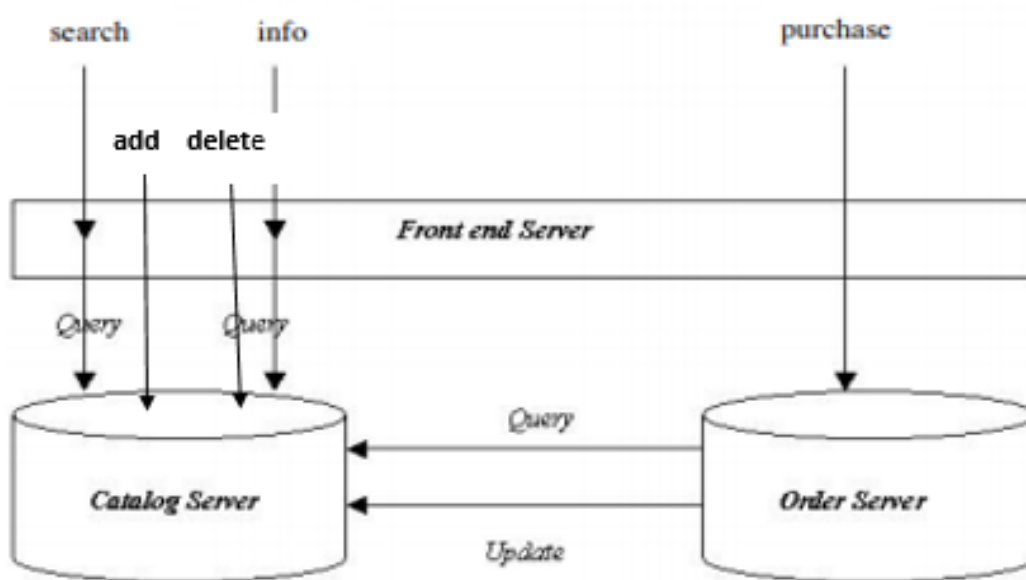 search info purchase
add delete
Front end Server
Query Query
Query
Catalog Server Order Server
Update